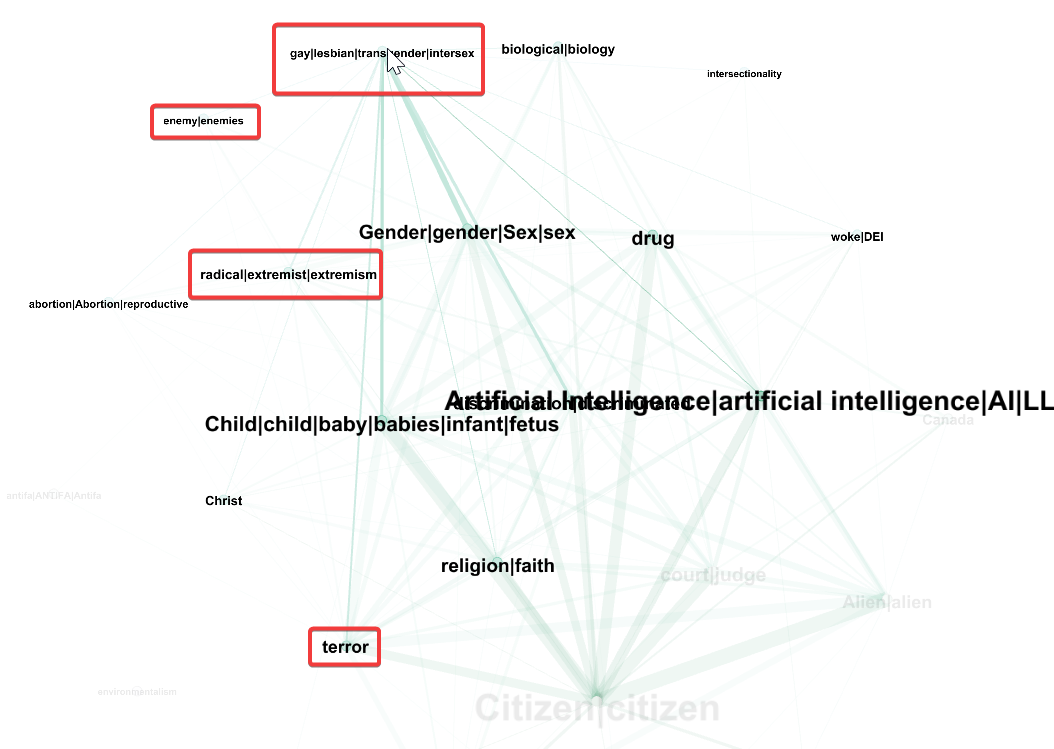 biological|biology
gay|lesbian|transgender|intersex
intersectionality
enemy|enemies
Gender|gender|Sex|sex
drug
woke|DEI
radical|extremist|extremism
abortion|Abortion|reproductive
Artificial Intelligence|artificial intelligence|AI|LL
discrimination|discriminated
Canada
Child|child|baby|babies|infant|fetus
antifa|ANTIFA|Antifa
Christ
religion|faith
court|judge
Alien|alien
terror
environmentalism
Citizen|citizen